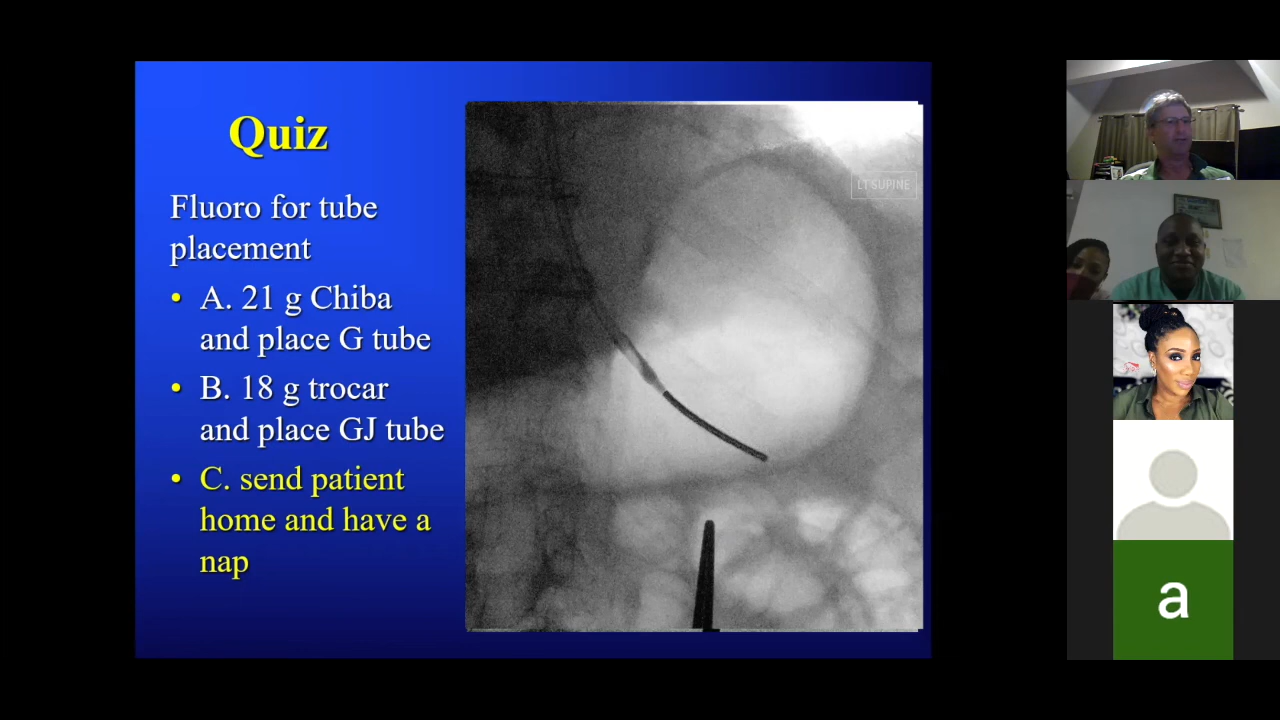 Quiz
Fluoro for tube
placement
• A. 21 g Chiba
and place G tube
• B. 18 g trocar
and place GJ tube
• C. send patient
home and have a
nap
LT SUPINE
a